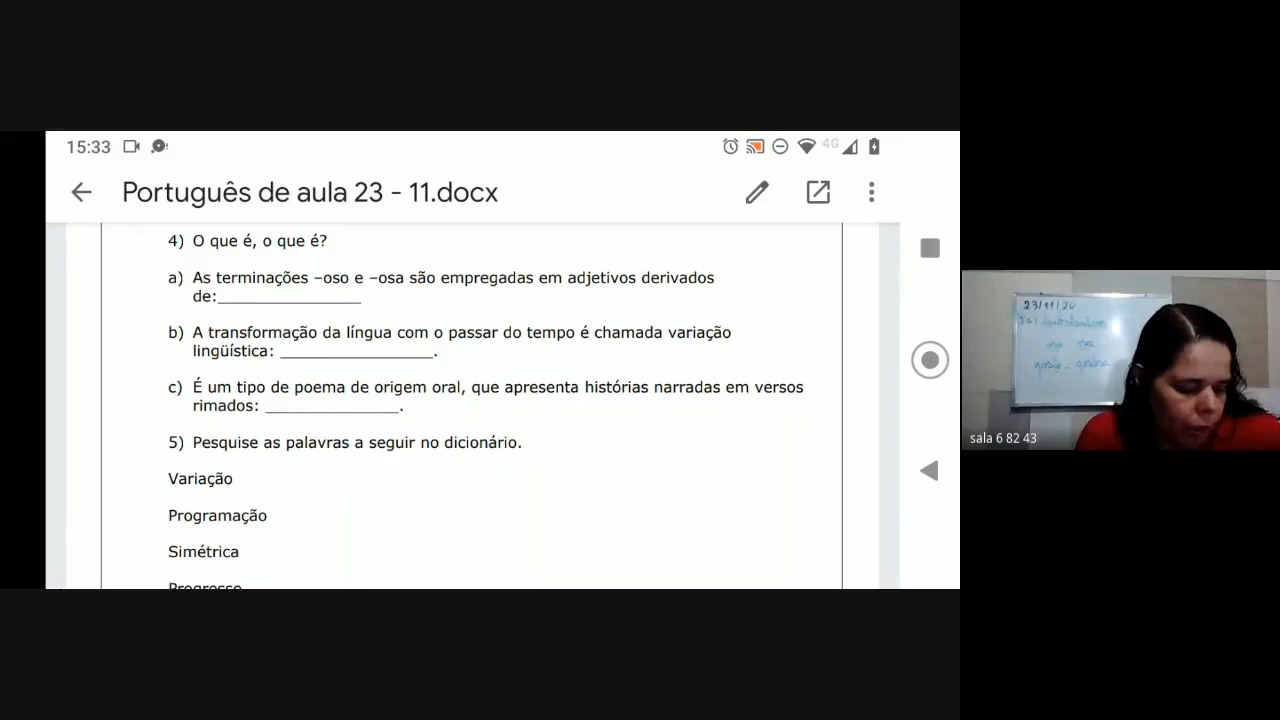 15:33
4G
Português de aula 23 - 11.docx
4) O que é, o que é?
a) As terminações –oso e –osa são empregadas em adjetivos derivados
de:_________________
b) A transformação da língua com o passar do tempo é chamada variação
lingüística: __________________.
c) É um tipo de poema de origem oral, que apresenta histórias narradas em versos
rimados: ________________.
5) Pesquise as palavras a seguir no dicionário.
Variação
Programação
Simétrica
Progresso
23/11/20
sala 6 82 43